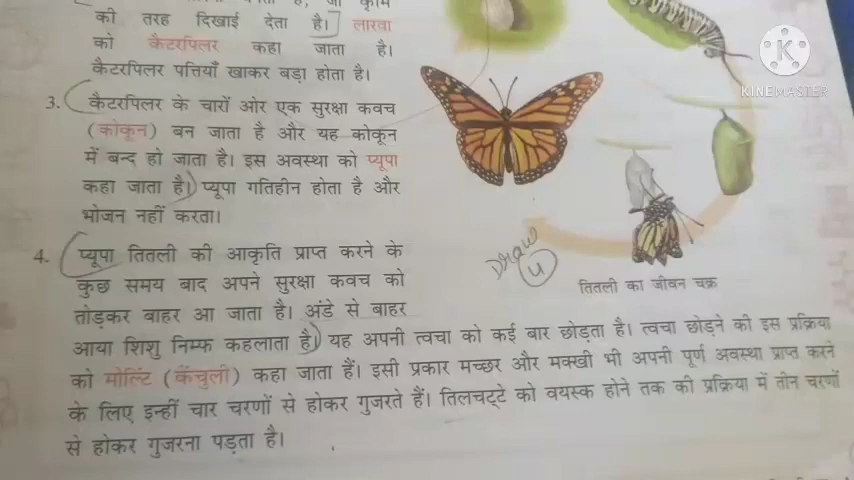 की तरह दिखाई देता है।] लारवा
को कैटरपिलर कहा जाता है।
कैटरपिलर पत्तियाँ खाकर बड़ा होता है।
3. कैटरपिलर के चारों ओर एक सुरक्षा कवच
(कोकून) बन जाता है और यह कोकून
में बन्द हो जाता है। इस अवस्था को प्यूपा
कहा जाता है।) प्यूपा गतिहीन होता है और
भोजन नहीं करता।
4. प्यूपा तितली की आकृति प्राप्त करने के
कुछ समय बाद अपने सुरक्षा कवच को
तोड़कर बाहर आ जाता है। अंडे से बाहर
आया शिशु निम्फ कहलाता है।) यह अपनी त्वचा को कई बार छोड़ता है। त्वचा छोड़ने की इस प्रक्रिया
को मोल्टिंग (केंचुली) कहा जाता हैं। इसी प्रकार मच्छर और मक्खी भी अपनी पूर्ण अवस्था प्राप्त करने
के लिए इन्हीं चार चरणों से होकर गुजरते हैं। तिलचट्टे को वयस्क होने तक की प्रक्रिया में तीन चरणों
से होकर गुजरना पड़ता है।
Draw
4
तितली का जीवन चक्र
K
KINEMASTER